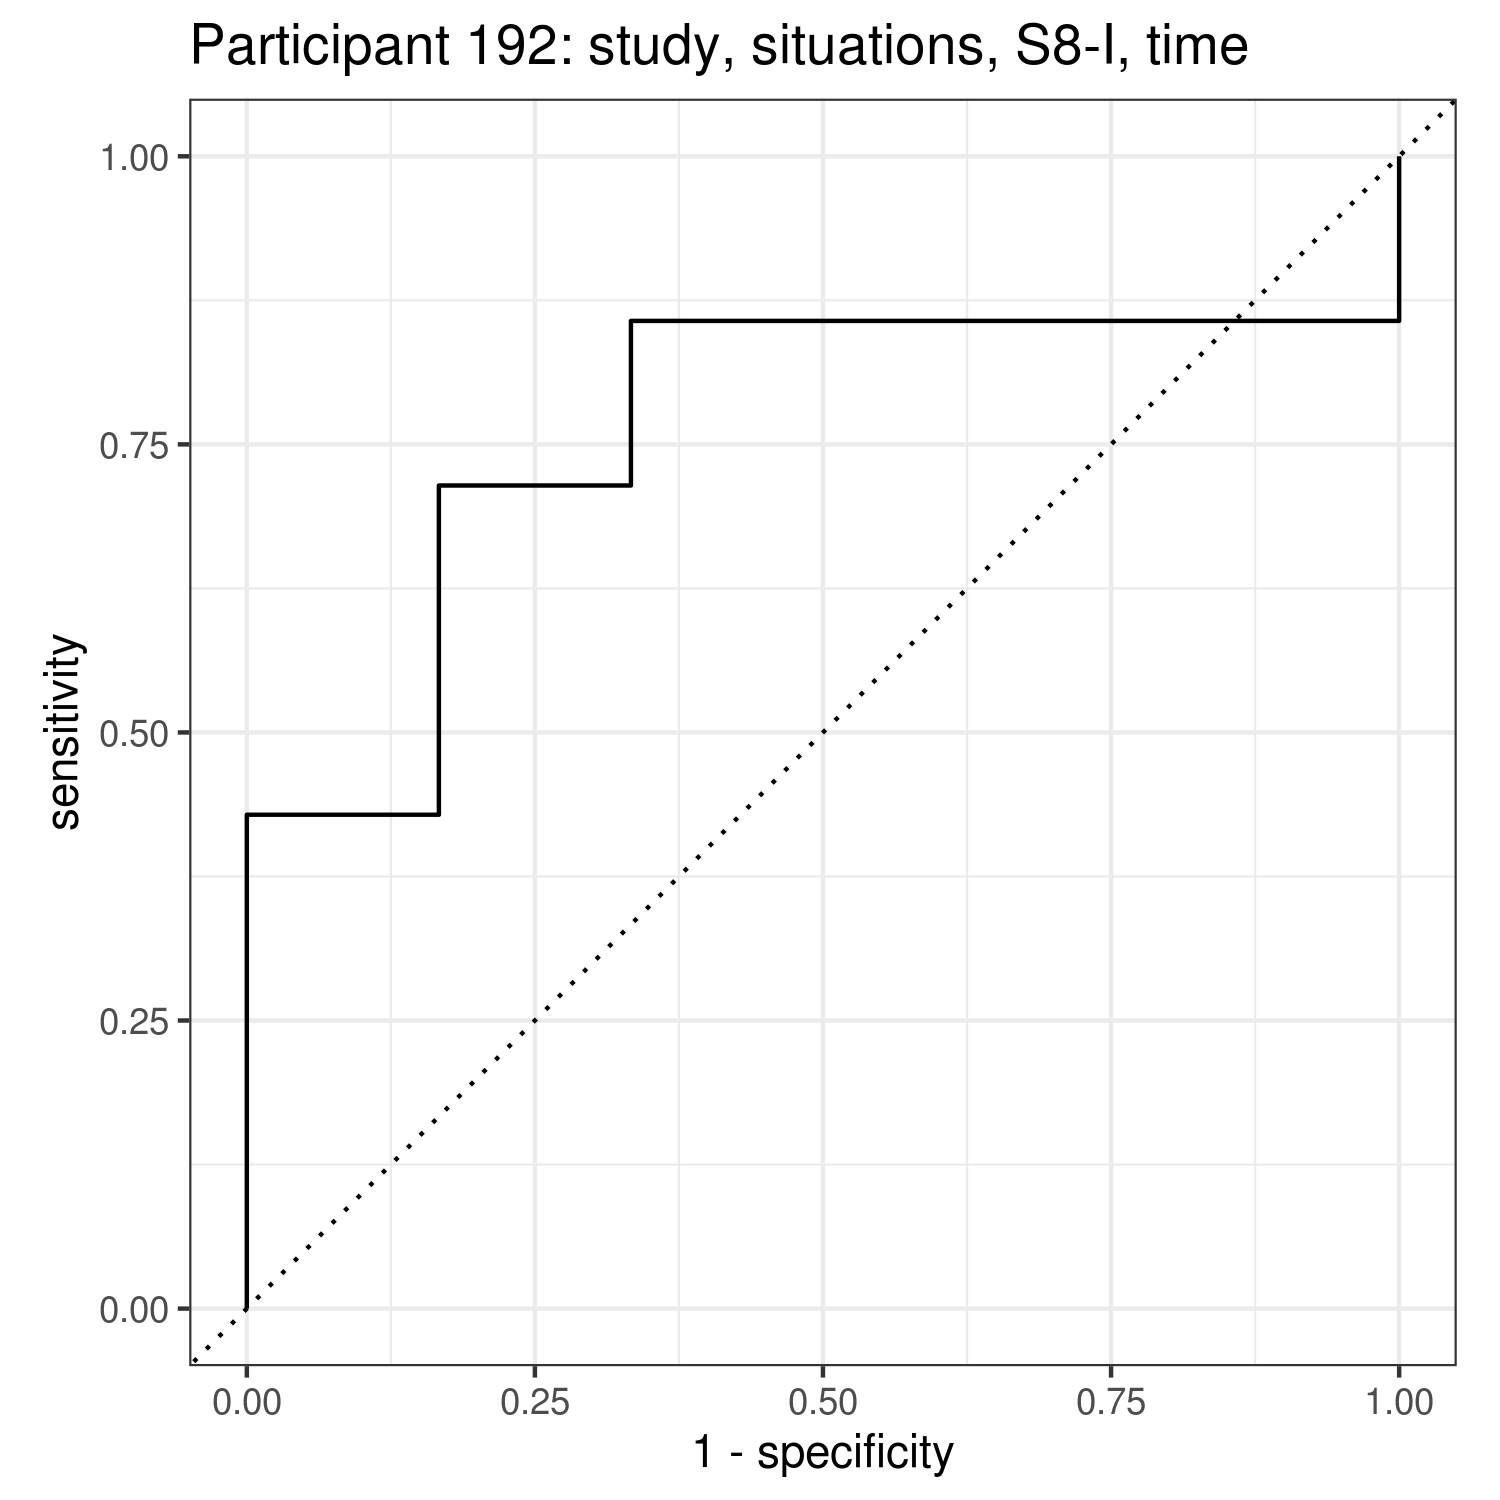 Participant 192: study, situations, S8-I, time
1.00
0.75
0.50
0.25
0.00
sensitivity
0.00 0.25 0.50 0.75 1.00
1 - specificity